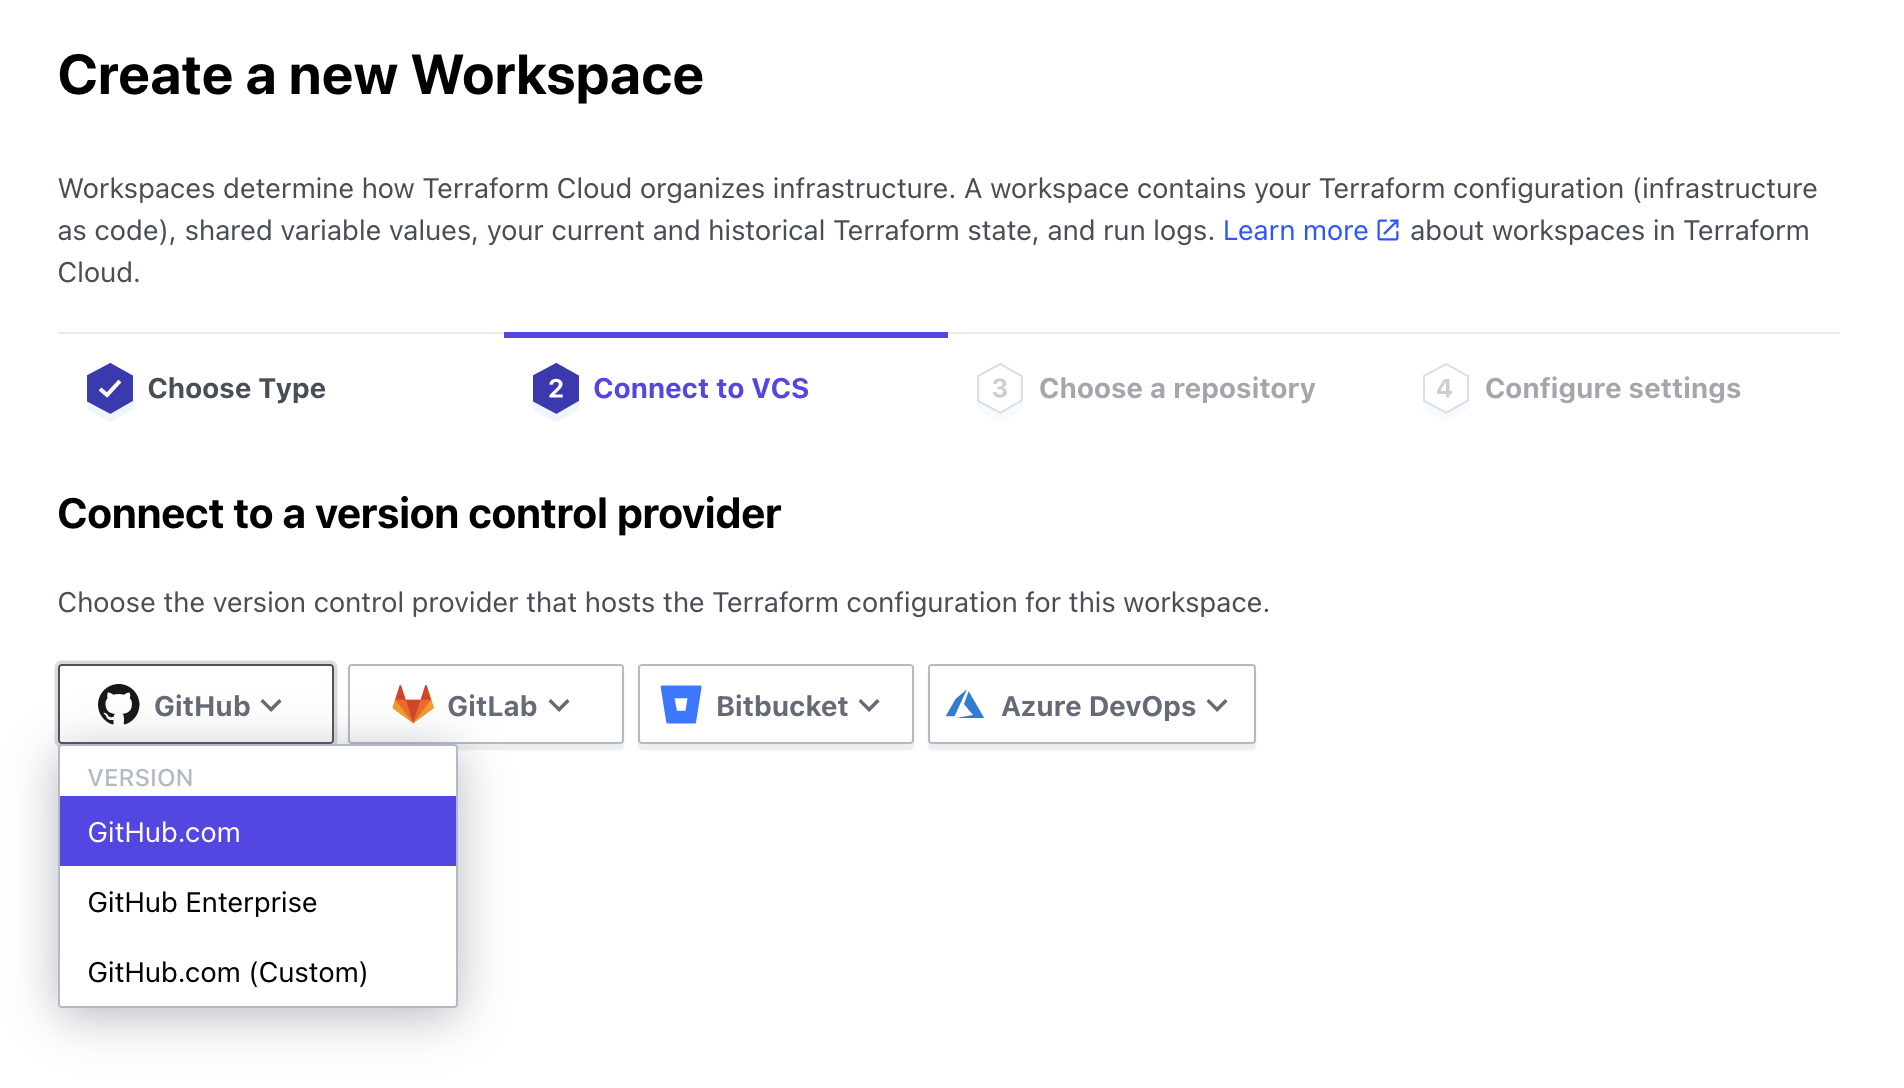 Create a new Workspace
Workspaces determine how Terraform Cloud organizes infrastructure. A workspace contains your Terraform configuration (infrastructure
as code), shared variable values, your current and historical Terraform state, and run logs. Learn more about workspaces in Terraform
Cloud.
Choose Type
2 Connect to VCS
3 Choose a repository
4 Configure settings
Connect to a version control provider
Choose the version control provider that hosts the Terraform configuration for this workspace.
GitHub
GitLab
Bitbucket
Azure DevOps
VERSION
GitHub.com
GitHub Enterprise
GitHub.com (Custom)